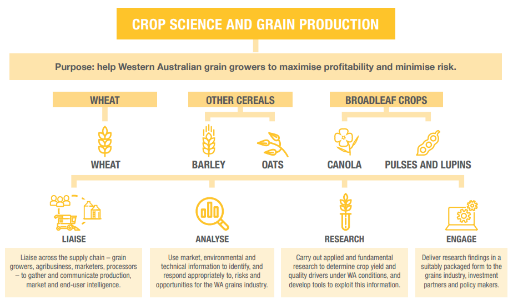 CROP SCIENCE AND GRAIN PRODUCTION
Purpose: help Western Australian grain growers to maximise profitability and minimise risk.
WHEAT
OTHER CEREALS
BROADLEAF CROPS
WHEAT
BARLEY
OATS
CANOLA
PULSES AND LUPINS
LIAISE
Liaise across the supply chain – grain
growers, agribusiness, marketers, processors
– to gather and communicate production,
market and end-user intelligence.
ANALYSE
Use market, environmental and
technical information to identify, and
respond appropriately to, risks and
opportunities for the WA grains industry.
RESEARCH
Carry out applied and fundamental
research to determine crop yield and
quality drivers under WA conditions, and
develop tools to exploit this information.
ENGAGE
Deliver research findings in a
suitably packaged form to the
grains industry, investment
partners and policy makers.